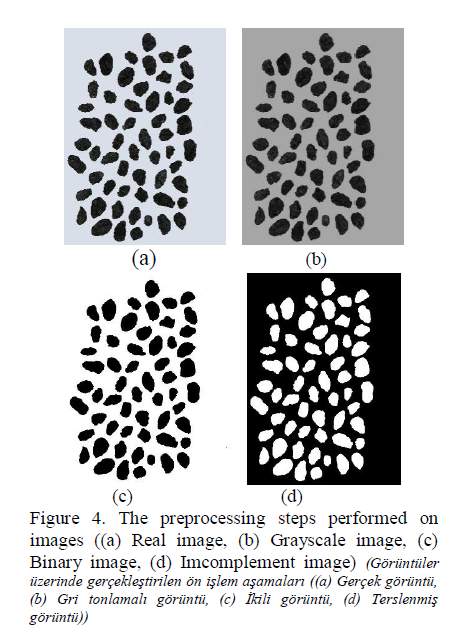 (a)
(b)
(c)
(d)
Figure 4. The preprocessing steps performed on
images ((a) Real image, (b) Grayscale image, (c)
Binary image, (d) Imcomplement image) (Görüntüler
üzerinde gerçekleştirilen ön işlem aşamaları ((a) Gerçek görüntü,
(b) Gri tonlamalı görüntü, (c) İkili görüntü, (d) Terslenmiş
görüntü))